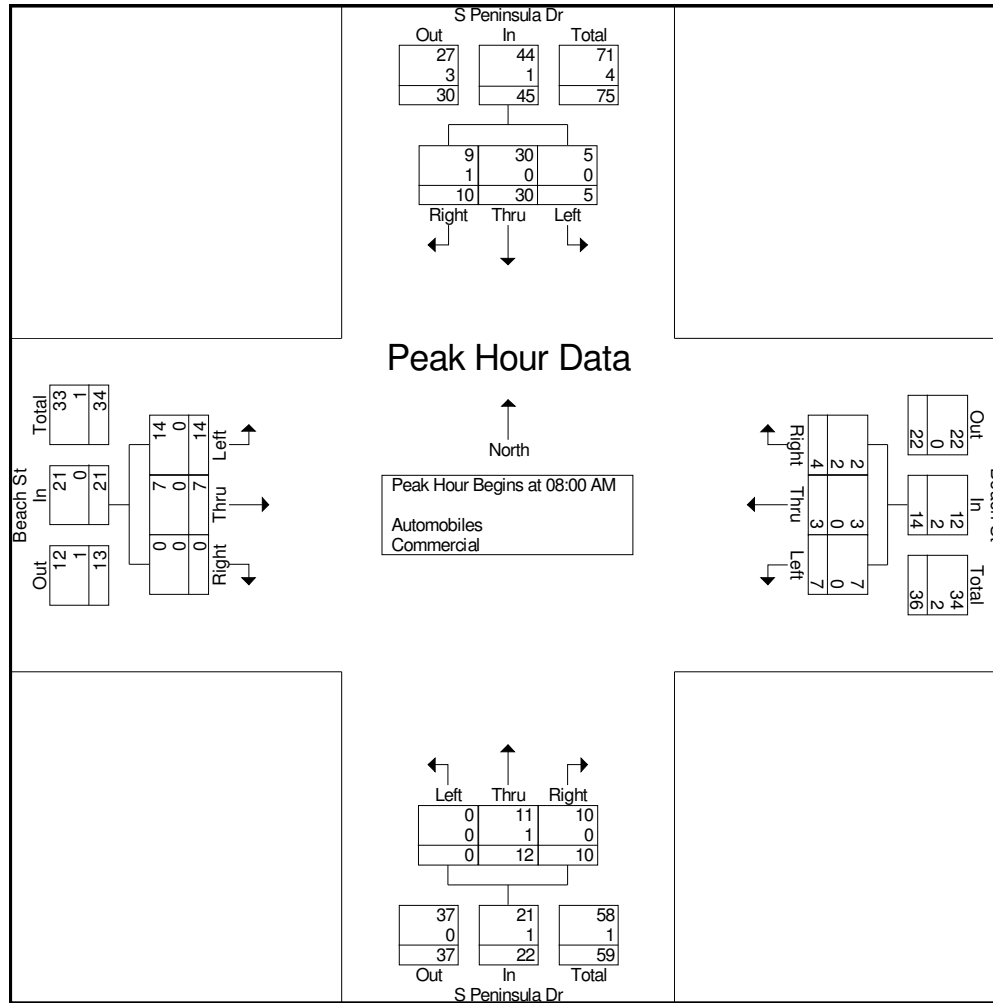 S Peninsula Dr
Out In Total
27 44 71
3 1 4
30 45 75
9 30 5
1 0 0
10 30 5
Right Thru Left
Peak Hour Data
North
Peak Hour Begins at 08:00 AM
Automobiles
Commercial
Beach St
Total In Out
33 21 12
1 0 1
34 21 13
14 7 0
0 0 0
14 7 0
Left Thru Right
Out In Total
22 12 34
0 2 2
22 14 36
2 3 7
2 0 0
4 3 7
Right Thru Left
Left Thru Right
0 11 10
0 1 0
0 12 10
37 21 58
0 1 1
37 22 59
Out In Total
S Peninsula Dr